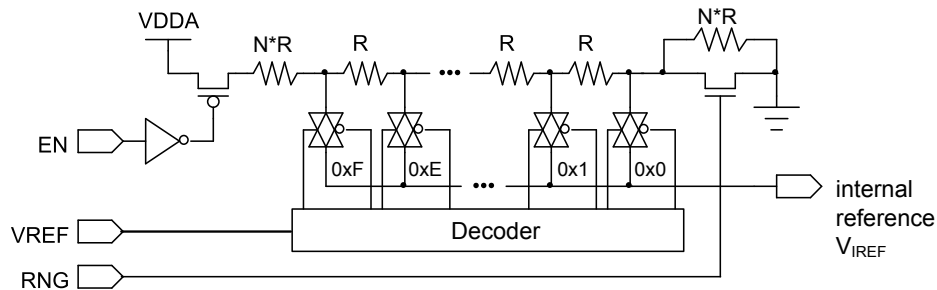 VDDA
N*R
R
R
R
N*R
EN
0xF
0xE
0x1
0x0
•••
•••
internal
reference
VIREF
VREF
Decoder
RNG